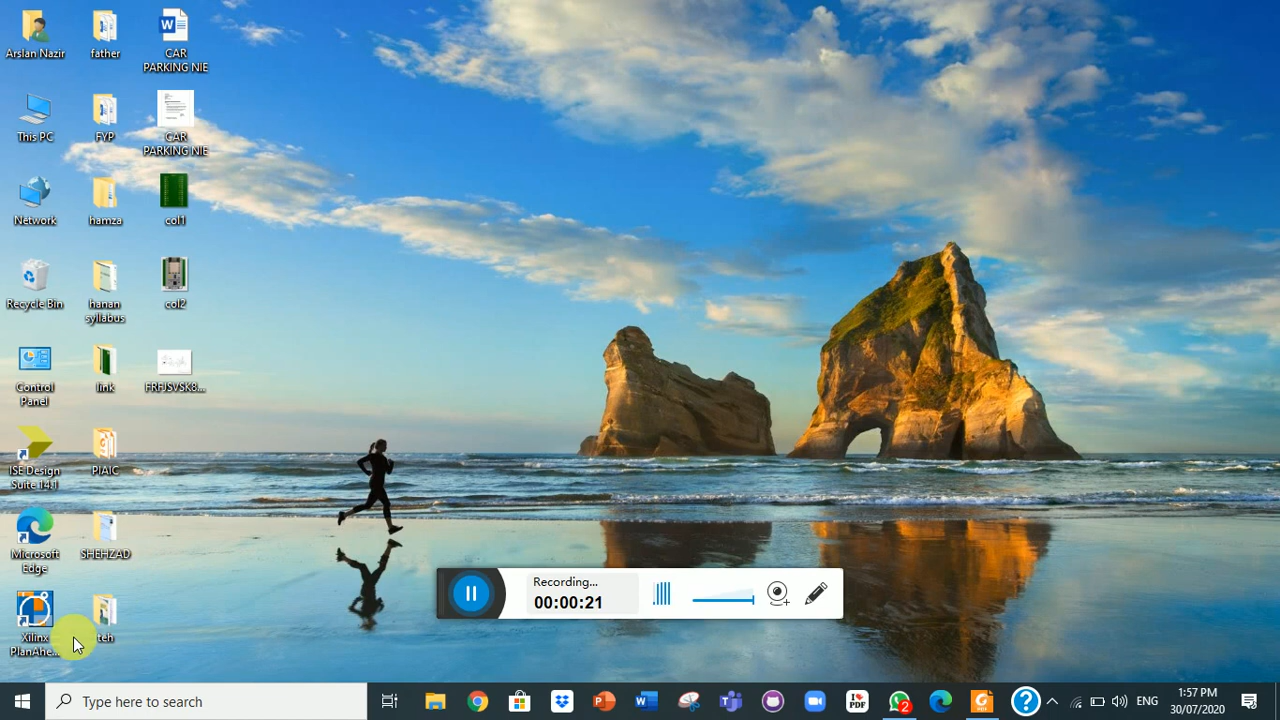 Arslan Nazir
father
CAR
PARKING NIE
This PC
FYP
CAR
PARKING NIE
Network
hamza
col1
Recycle Bin
hanan
syllabus
col2
Control
Panel
link
FRFJSVSK8...
ISE Design
Suite 14.1
PIAIC
Microsoft
Edge
SHEHZAD
Xilinx
PlanAhe...
Recording...
00:00:21
Type here to search
PDF
2
ENG
1:57 PM
30/07/2020